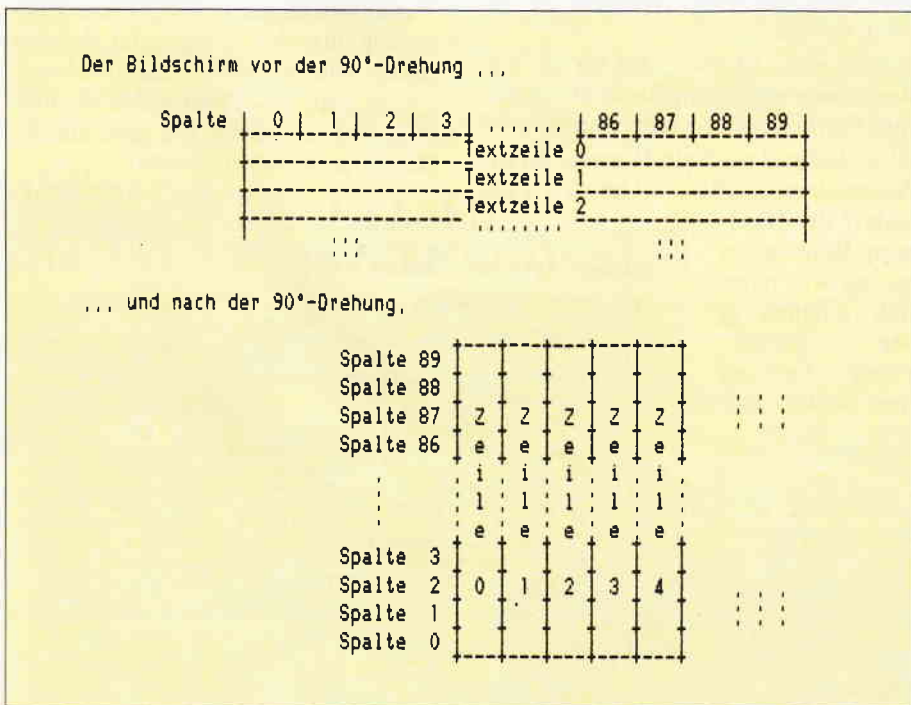 Der Bildschirm vor der 90°-Drehung ...
Spalte | 0 | 1 | 2 | 3 | ....... | 86 | 87 | 88 | 89 |
Textzeile 0
Textzeile 1
Textzeile 2
... und nach der 90°-Drehung.
Spalte 89
Spalte 88
Spalte 87 Z Z Z Z Z
Spalte 86 e e e e e
i i i i i
l l l l l
e e e e e
Spalte 3
Spalte 2 0 1 2 3 4
Spalte 1
Spalte 0